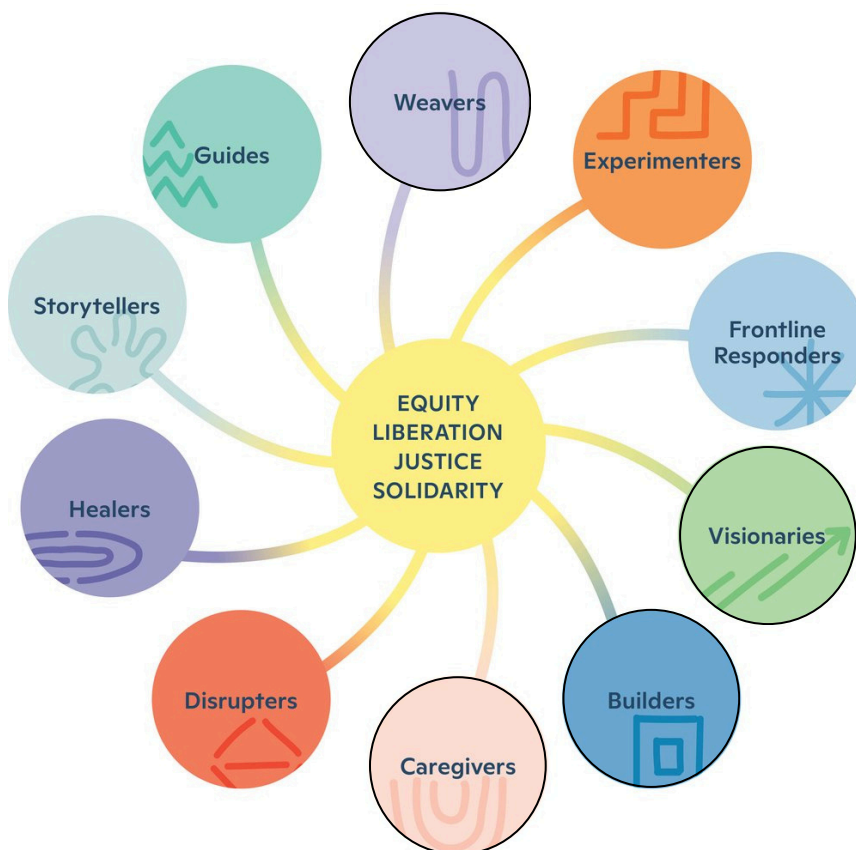 Weavers
Experimenters
Guides
Storytellers
Frontline
Responders
EQUITY
LIBERATION
JUSTICE
SOLIDARITY
Healers
Visionaries
Disrupters
Builders
Caregivers